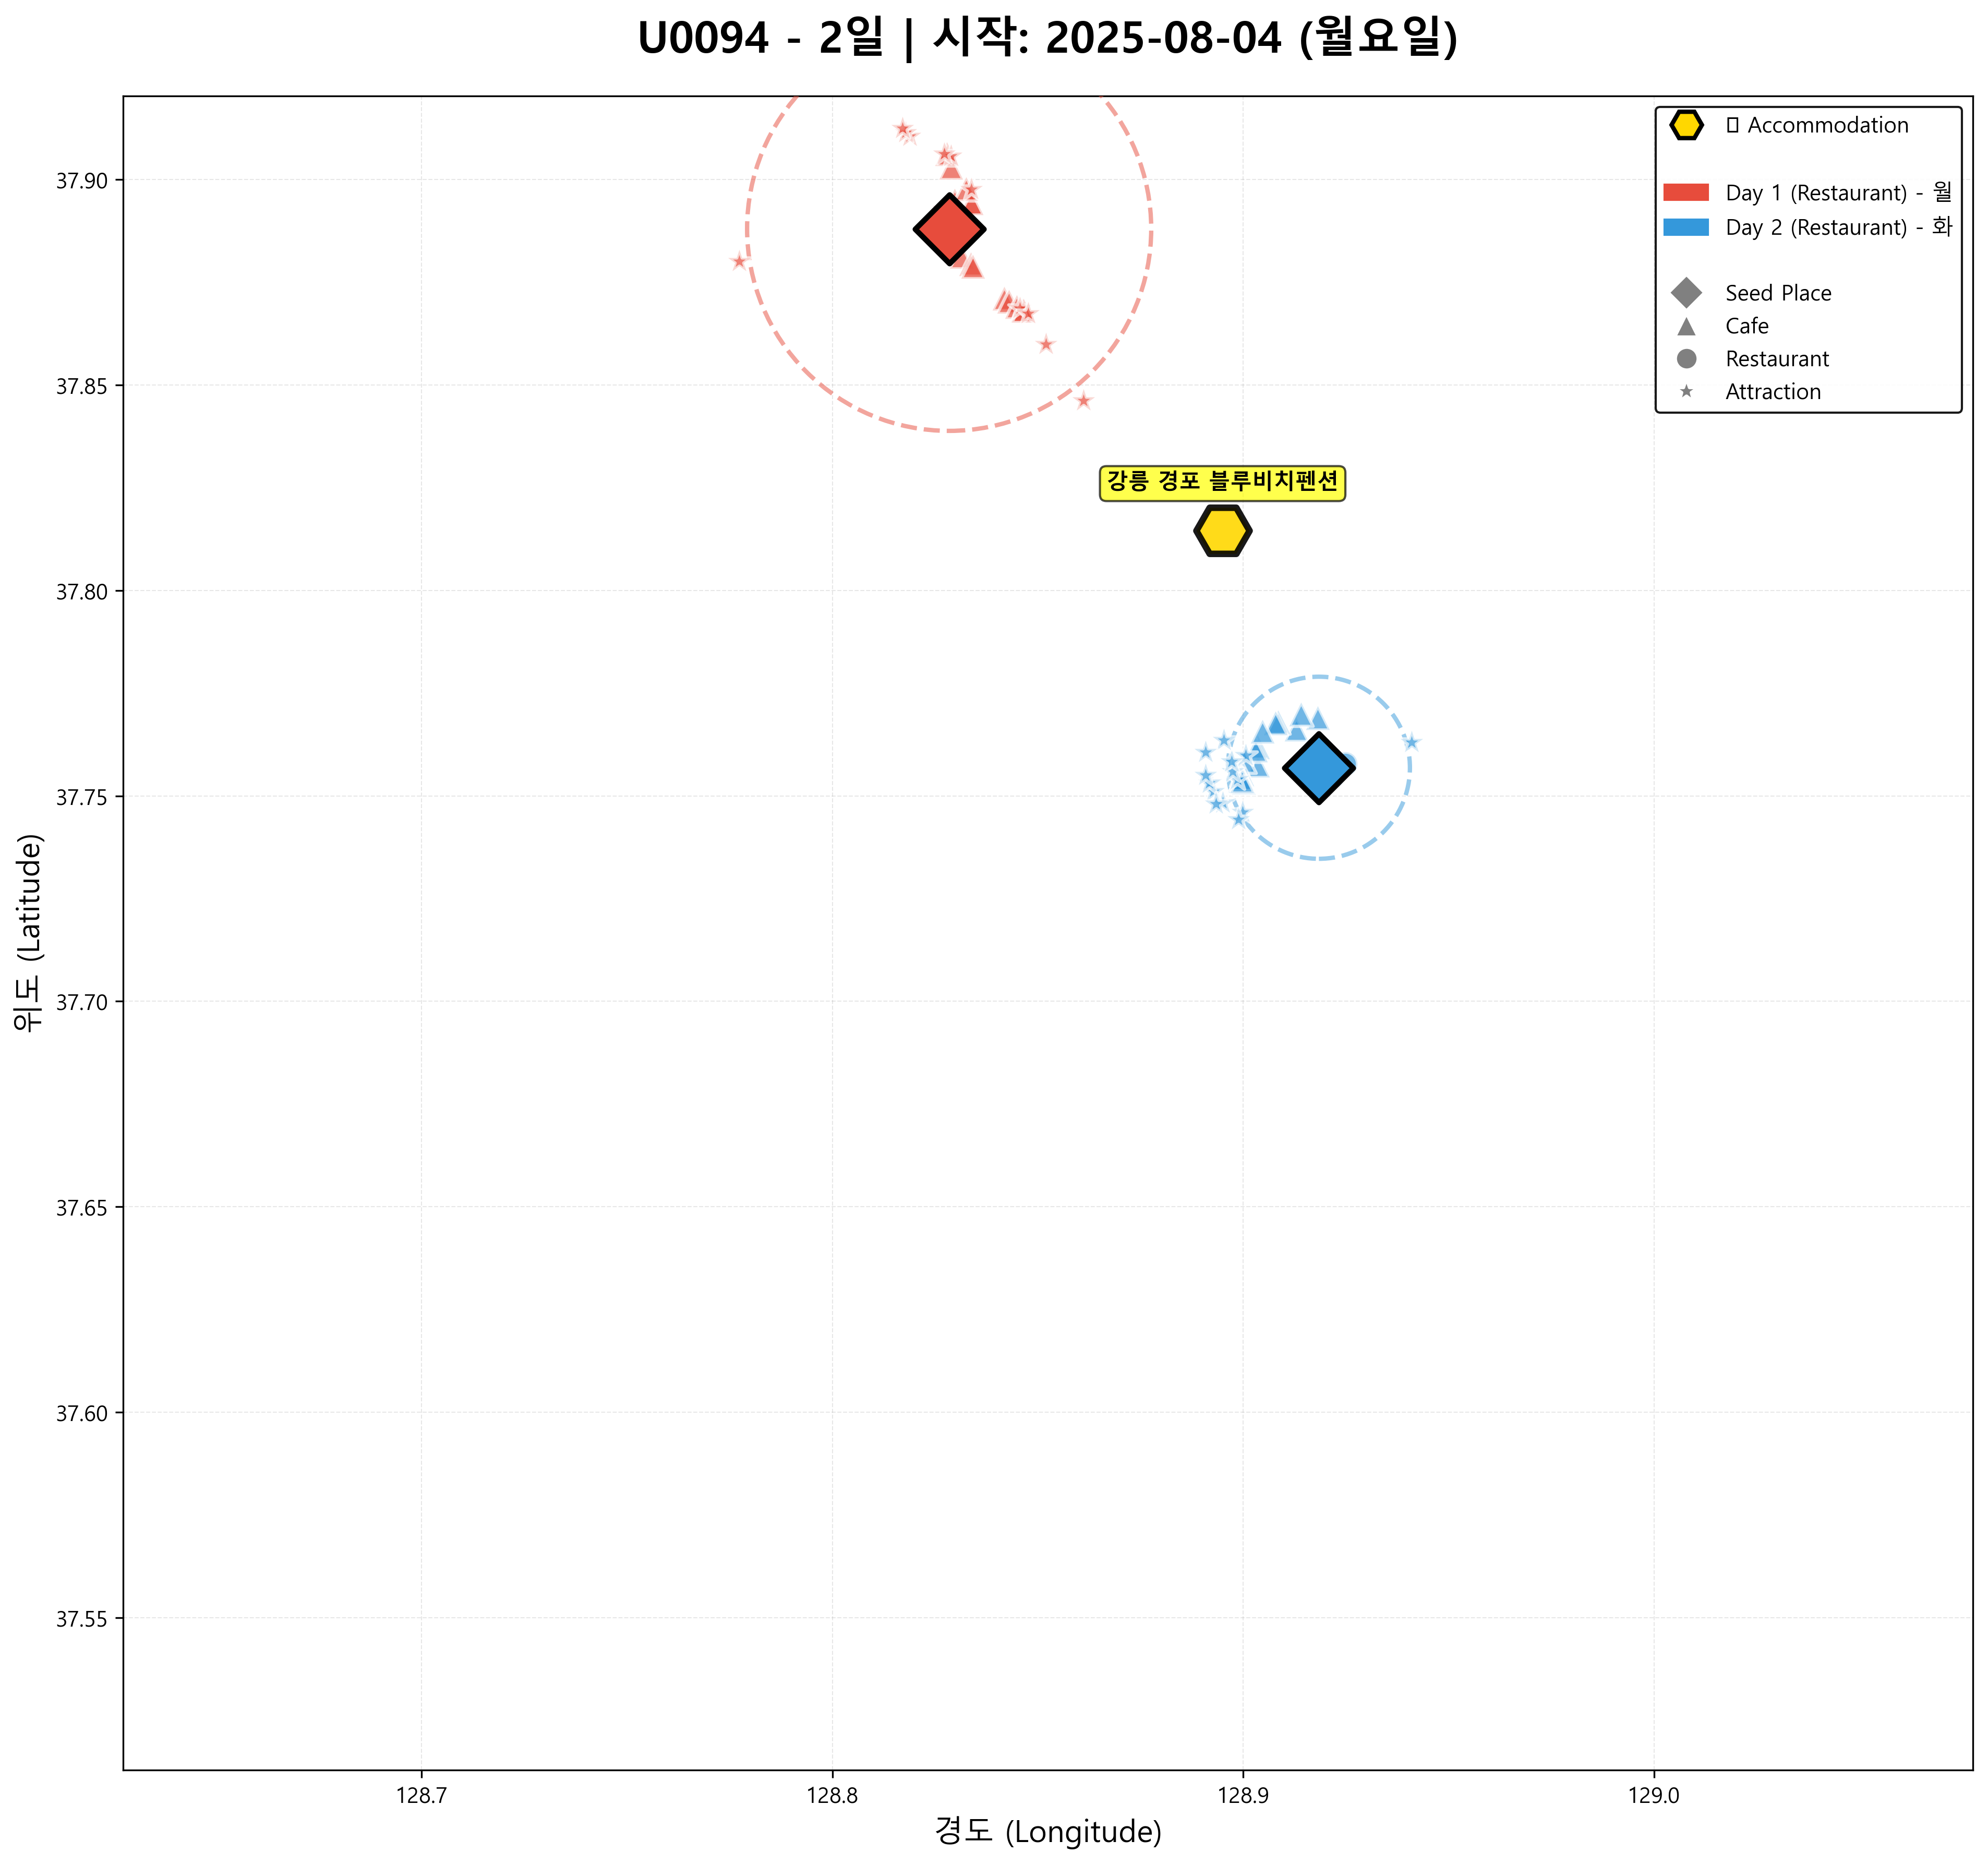 U0094 - 2일 | 시작: 2025-08-04 (월요일)
Accommodation
Day 1 (Restaurant) - 월
Day 2 (Restaurant) - 화
Seed Place
Cafe
Restaurant
Attraction
강릉 경포 블루비치펜션
위도 (Latitude)
37.90
37.85
37.80
37.75
37.70
37.65
37.60
37.55
128.7
128.8
128.9
129.0
경도 (Longitude)